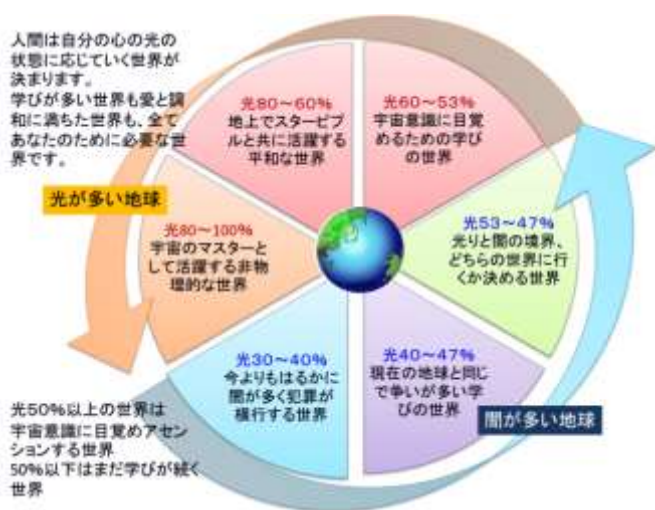 人間は自分の心の光の
状態に応じていく世界が
決まります。
学びが多い世界も愛と調
和に満ちた世界も、全て
あなたのために必要な世
界です。
光が多い地球
光80～60%
地上でスターピプ
ルと共に活躍する
平和な世界
光60～53%
宇宙意識に目覚
めるための学び
の世界
光80～100%
宇宙のマスターと
して活躍する非物
理的な世界
光53～47%
光りと闇の境界、
どちらの世界に行
くか決める世界
光30～40%
今よりもはるかに
闇が多く犯罪が
横行する世界
光40～47%
現在の地球と同じ
で争いが多い学
びの世界
闇が多い地球
光50%以上の世界は
宇宙意識に目覚めアセン
ションする世界
50%以下はまだ学びが続く
世界